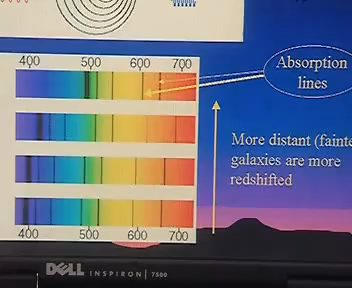 400 500 600 700
Absorption
lines
More distant (fainte
galaxies are more
redshifted
400 500 600 700
DELL INSPIRON 7500